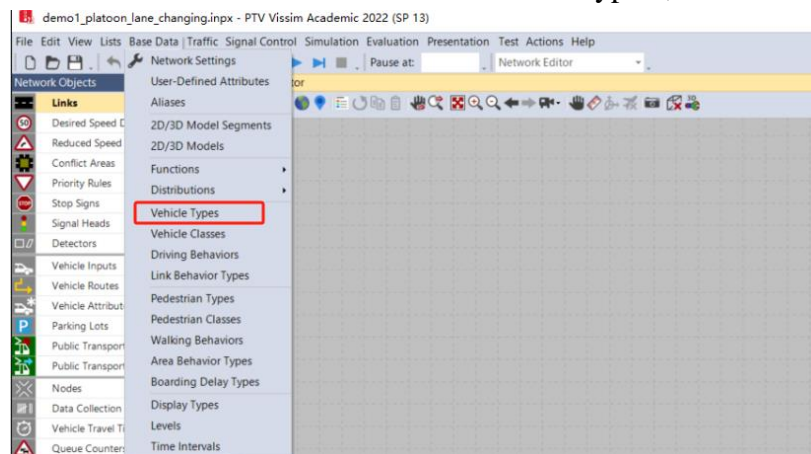 demo1_platoon_lane_changing.inpx - PTV Vissim Academic 2022 (SP 13)
File Edit View Lists Base Data Traffic Signal Control Simulation Evaluation Presentation Test Actions Help
Network Settings
Pause at:
Network Editor
Network Objects
User-Defined Attributes
tor
Links
Aliases
Desired Speed D
2D/3D Model Segments
Reduced Speed
2D/3D Models
Conflict Areas
Functions
Priority Rules
Distributions
Stop Signs
Vehicle Types
Signal Heads
Vehicle Classes
Detectors
Driving Behaviors
Vehicle Inputs
Link Behavior Types
Vehicle Routes
Pedestrian Types
Vehicle Attribut
Pedestrian Classes
Parking Lots
Walking Behaviors
Public Transport
Area Behavior Types
Public Transport
Boarding Delay Types
Nodes
Display Types
Data Collection
Levels
Vehicle Travel Ti
Time Intervals
Queue Counters